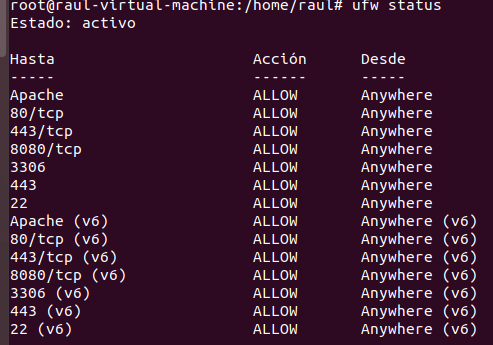 root@raul-virtual-machine:/home/raul# ufw status
Estado: activo
Hasta Acción Desde
----- ------ -----
Apache ALLOW Anywhere
80/tcp ALLOW Anywhere
443/tcp ALLOW Anywhere
8080/tcp ALLOW Anywhere
3306 ALLOW Anywhere
443 ALLOW Anywhere
22 ALLOW Anywhere
Apache (v6) ALLOW Anywhere (v6)
80/tcp (v6) ALLOW Anywhere (v6)
443/tcp (v6) ALLOW Anywhere (v6)
8080/tcp (v6) ALLOW Anywhere (v6)
3306 (v6) ALLOW Anywhere (v6)
443 (v6) ALLOW Anywhere (v6)
22 (v6) ALLOW Anywhere (v6)